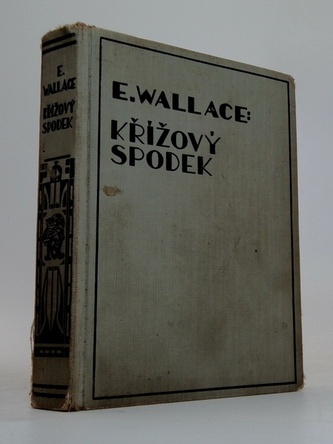 E.
WALLACE
KŘÍŽOVÝ
SPODEK
E. WALLACE:
KŘÍŽOVÝ
SPODEK